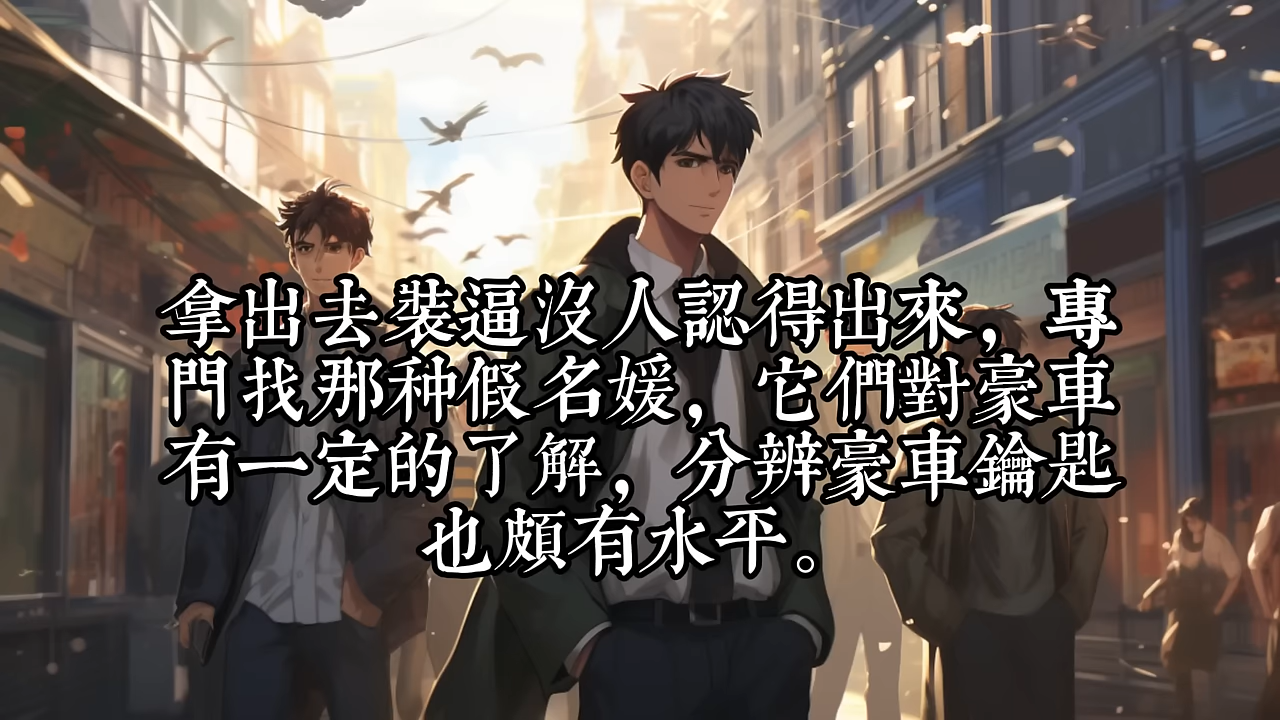 拿出去裝逼沒人認得出來，專
門找那种假名媛，它們對豪車
有一定的了解，分辨豪車鑰匙
也頗有水平。